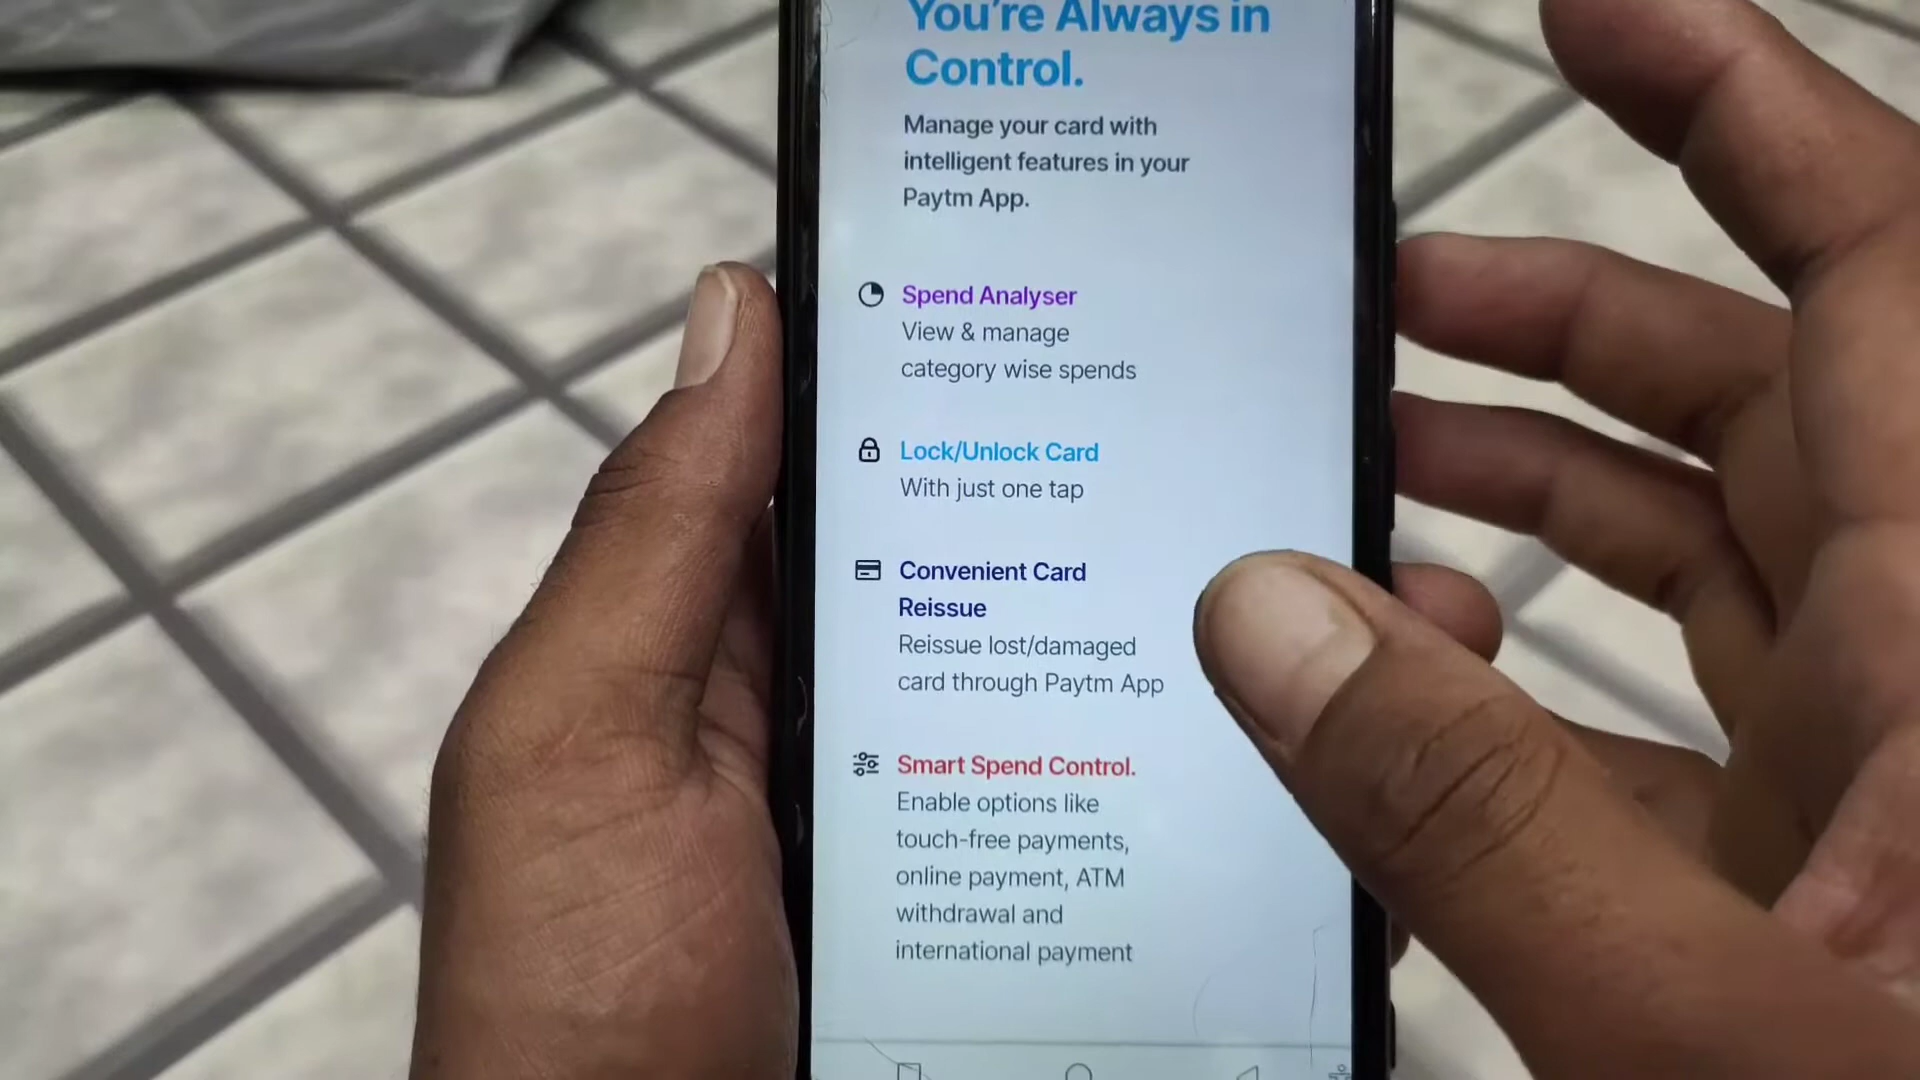 You're Always in
Control.
Manage your card with
intelligent features in your
Paytm App.
Spend Analyser
View & manage
category wise spends
Lock/Unlock Card
With just one tap
Convenient Card
Reissue
Reissue lost/damaged
card through Paytm App
Smart Spend Control.
Enable options like
touch-free payments,
online payment, ATM
withdrawal and
international payment